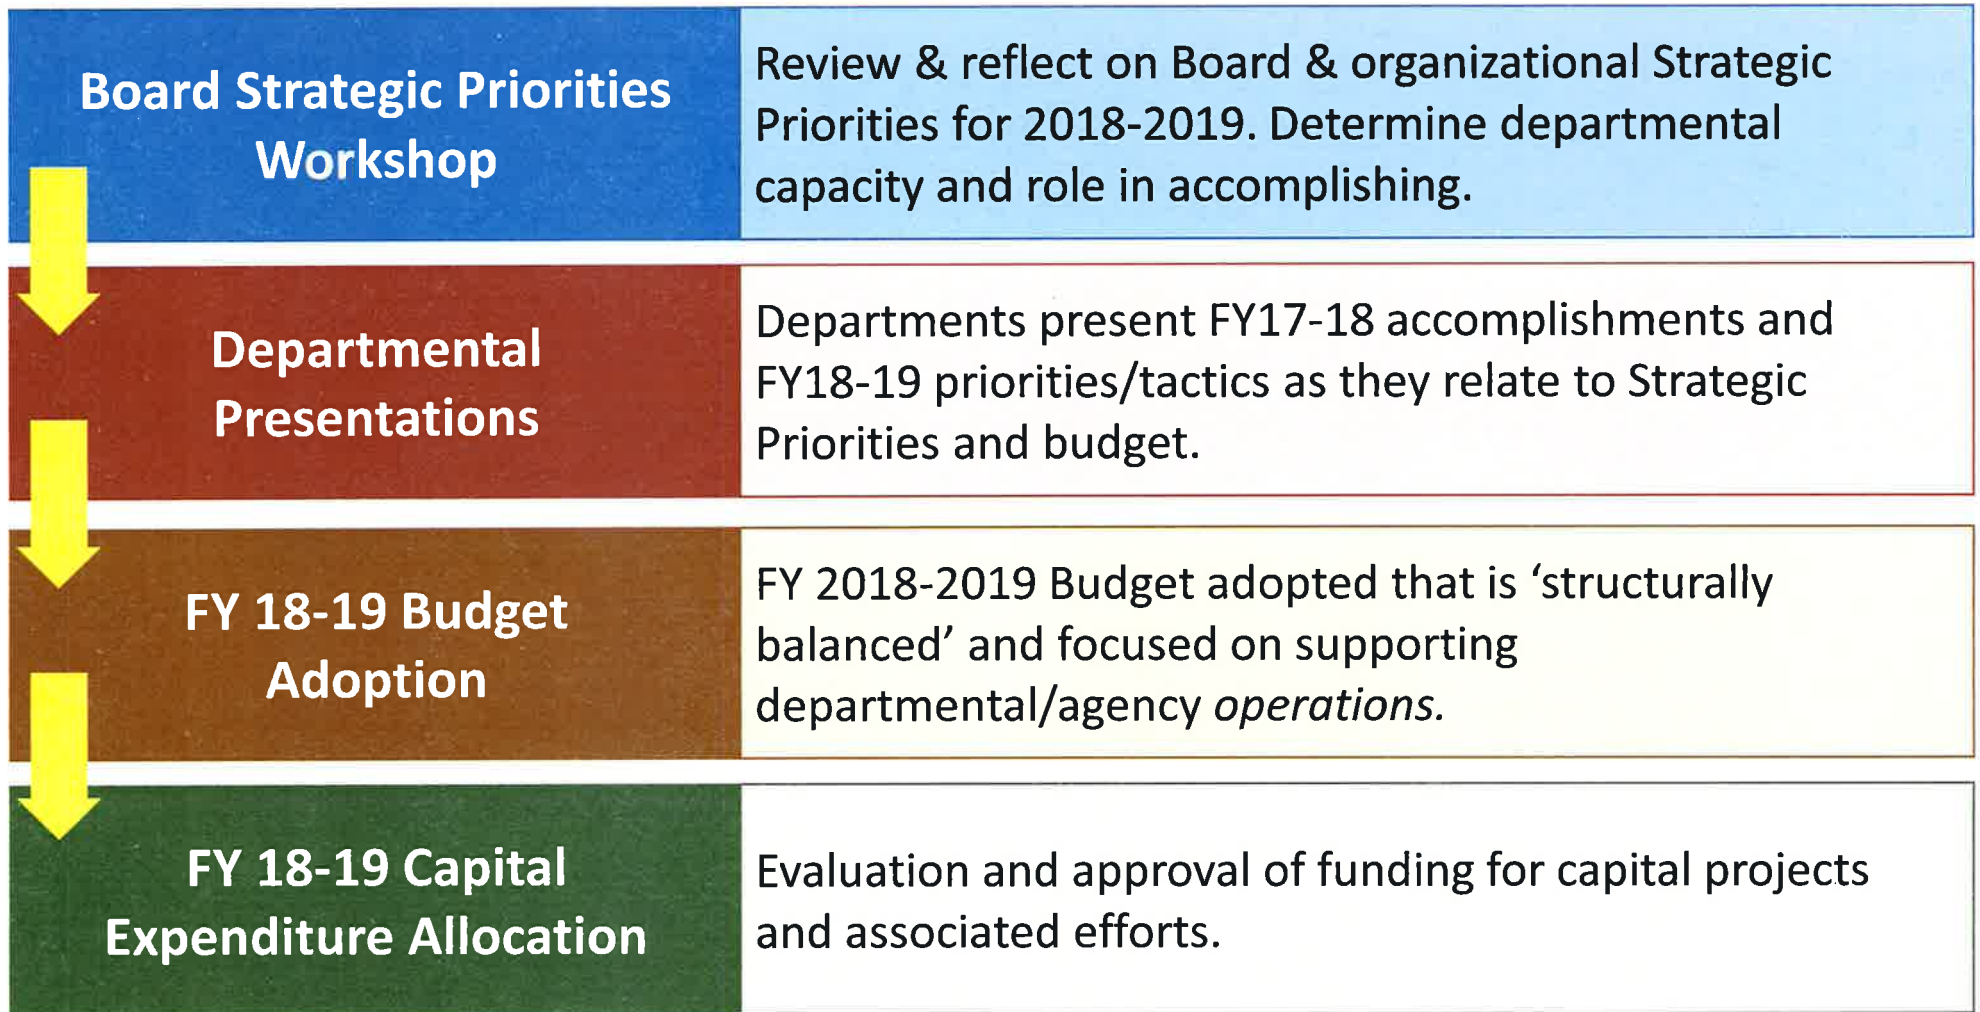 Board Strategic Priorities
Workshop
Review & reflect on Board & organizational Strategic
Priorities for 2018-2019. Determine departmental
capacity and role in accomplishing.
Departmental
Presentations
Departments present FY17-18 accomplishments and
FY18-19 priorities/tactics as they relate to Strategic
Priorities and budget.
FY 18-19 Budget
Adoption
FY 2018-2019 Budget adopted that is ‘structurally
balanced’ and focused on supporting
departmental/agency operations.
FY 18-19 Capital
Expenditure Allocation
Evaluation and approval of funding for capital projects
and associated efforts.